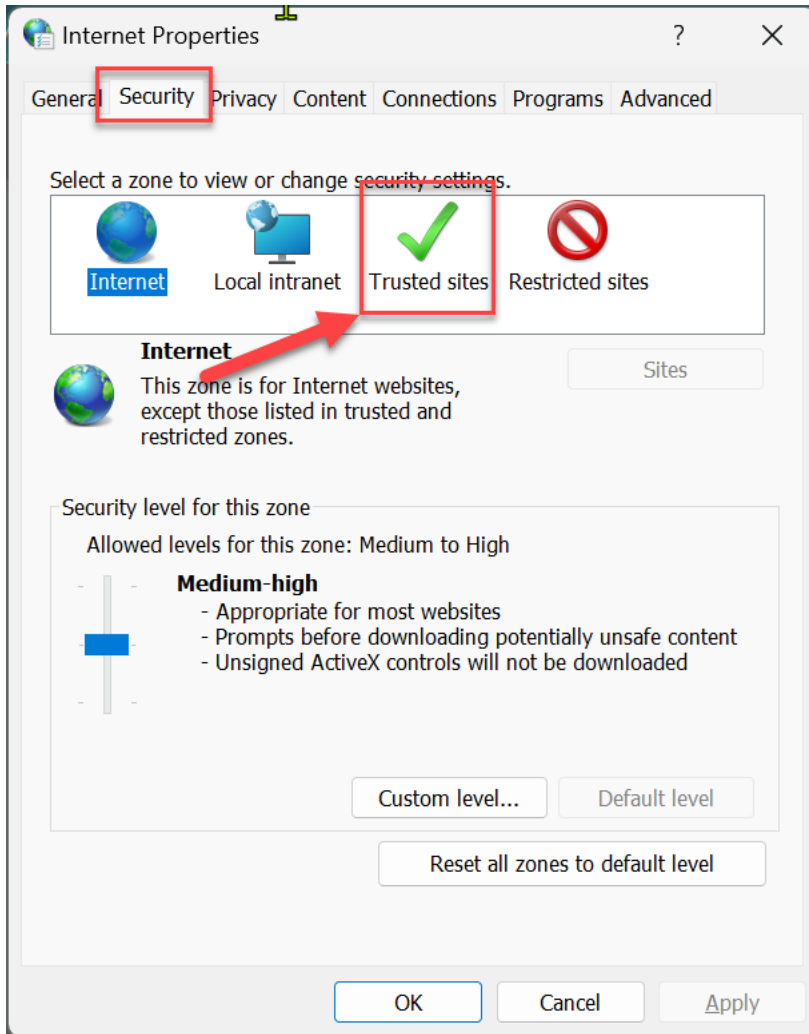 Internet Properties
?
General Security Privacy Content Connections Programs Advanced
Select a zone to view or change security settings.
Internet Local intranet Trusted sites Restricted sites
Internet
Sites
This zone is for Internet websites,
except those listed in trusted and
restricted zones.
Security level for this zone
Allowed levels for this zone: Medium to High
Medium-high
- Appropriate for most websites
- Prompts before downloading potentially unsafe content
- Unsigned ActiveX controls will not be downloaded
Custom level... Default level
Reset all zones to default level
OK Cancel Apply